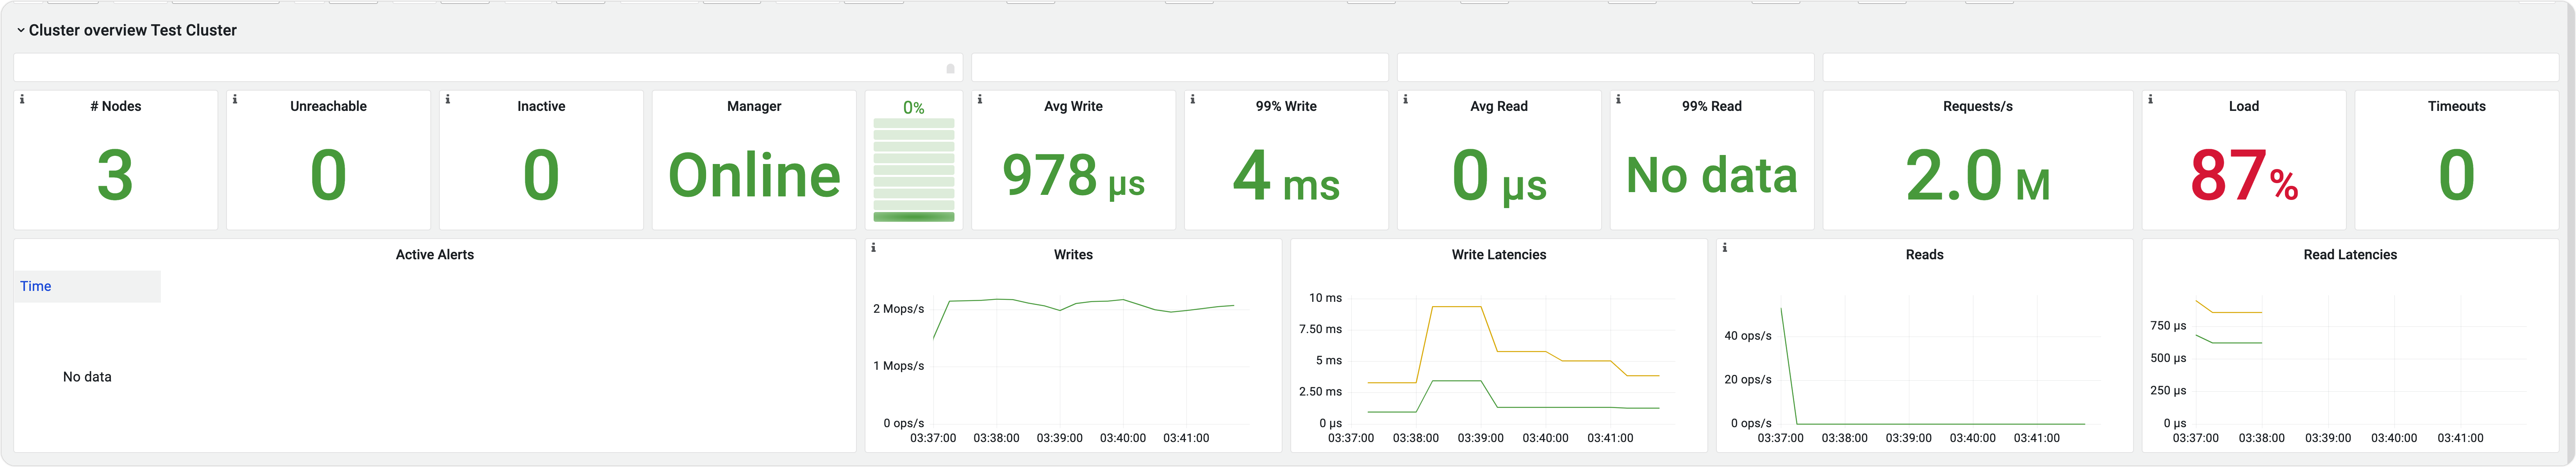 Cluster overview Test Cluster
# Nodes
3
Unreachable
0
Inactive
0
Manager
Online
0%
Avg Write
978 µs
99% Write
4 ms
Avg Read
0 µs
99% Read
No data
Requests/s
2.0 M
Load
87%
Timeouts
0
Active Alerts
Time
No data
Writes
2 Mops/s
1 Mops/s
0 ops/s
03:37:00 03:38:00 03:39:00 03:40:00 03:41:00
Write Latencies
10 ms
7.50 ms
5 ms
2.50 ms
0 µs
03:37:00 03:38:00 03:39:00 03:40:00 03:41:00
Reads
40 ops/s
20 ops/s
0 ops/s
03:37:00 03:38:00 03:39:00 03:40:00 03:41:00
Read Latencies
750 µs
500 µs
250 µs
0 µs
03:37:00 03:38:00 03:39:00 03:40:00 03:41:00